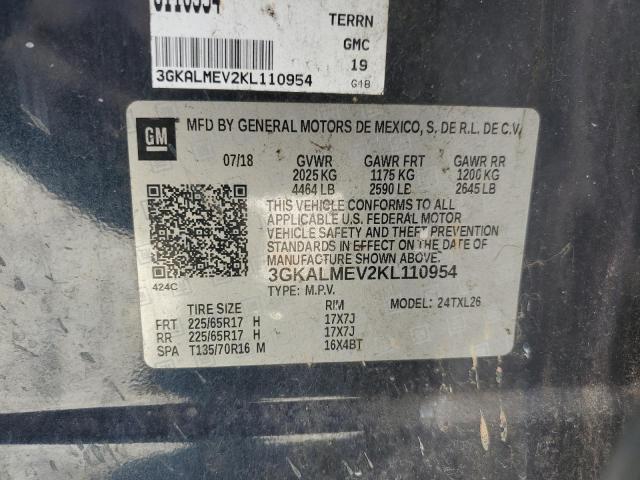 0110954
TERRN
GMC
3GKALMEV2KL110954
19
G4B
GM
MFD BY GENERAL MOTORS DE MEXICO, S. DE R.L. DE C.V.
07/18 GVWR GAWR FRT GAWR RR
2025 KG 1175 KG 1200 KG
4464 LB 2590 LB 2645 LB
THIS VEHICLE CONFORMS TO ALL
APPLICABLE U.S. FEDERAL MOTOR
VEHICLE SAFETY AND THEFT PREVENTION
STANDARDS IN EFFECT ON THE DATE OF
MANUFACTURE SHOWN ABOVE.
3GKALMEV2KL110954
424C
TYPE: M.P.V.
TIRE SIZE RIM MODEL: 24TXL26
FRT 225/65R17 H 17X7J
RR 225/65R17 H 17X7J
SPA T135/70R16 M 16X4BT